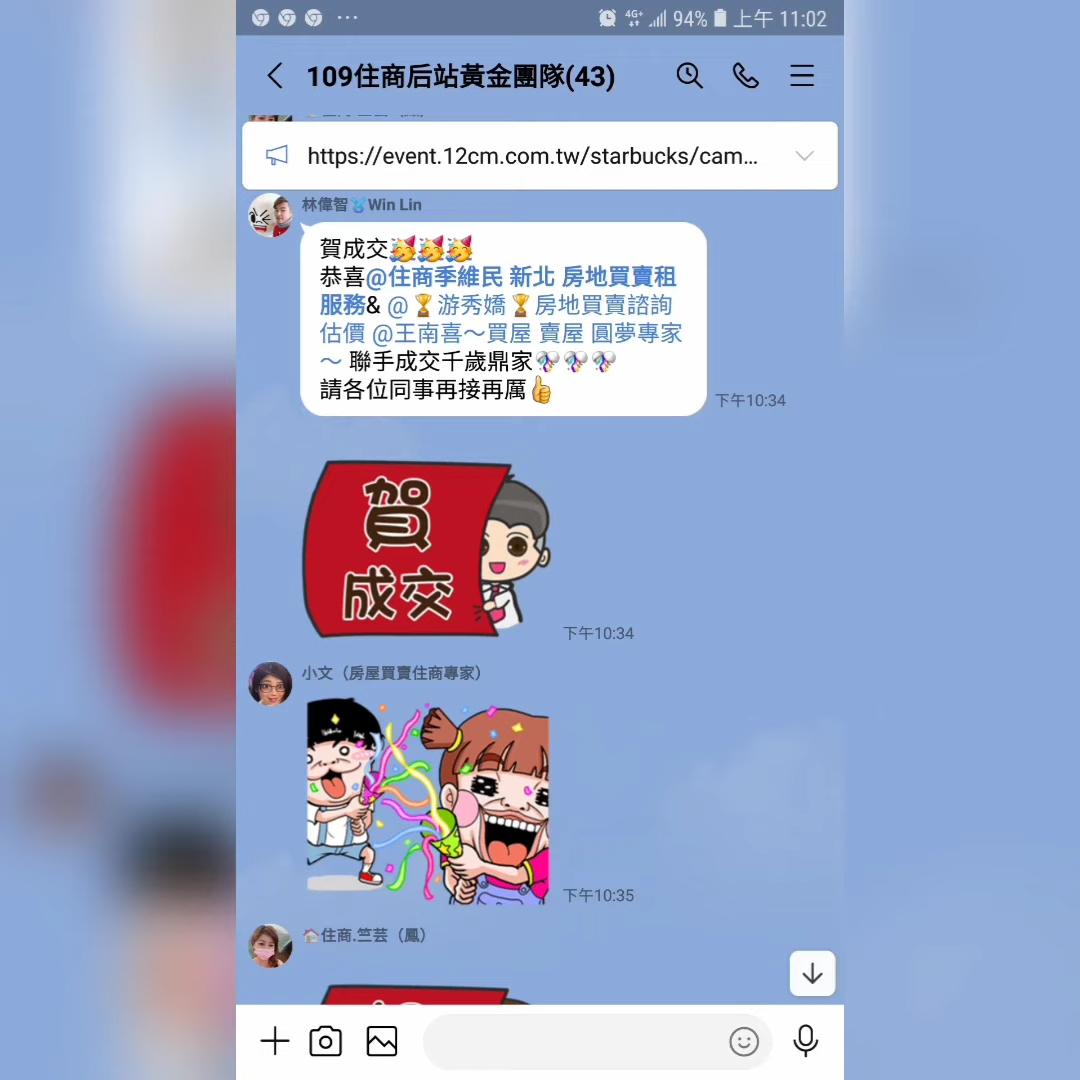 4G+ 94% 上午 11:02
109住商后站黃金團隊(43)
https://event.12cm.com.tw/starbucks/cam...
林偉智 Win Lin
賀成交🥳🥳🥳
恭喜@住商季維民 新北 房地買賣租
服務& @🏆游秀嬌🏆房地買賣諮詢
估價 @王南喜～買屋 賣屋 圓夢專家
～ 聯手成交千歲鼎家🎊🎊🎊
請各位同事再接再厲👍
下午10:34
賀
成交
下午10:34
小文（房屋買賣住商專家）
下午10:35
🏠住商.竺芸（鳳）